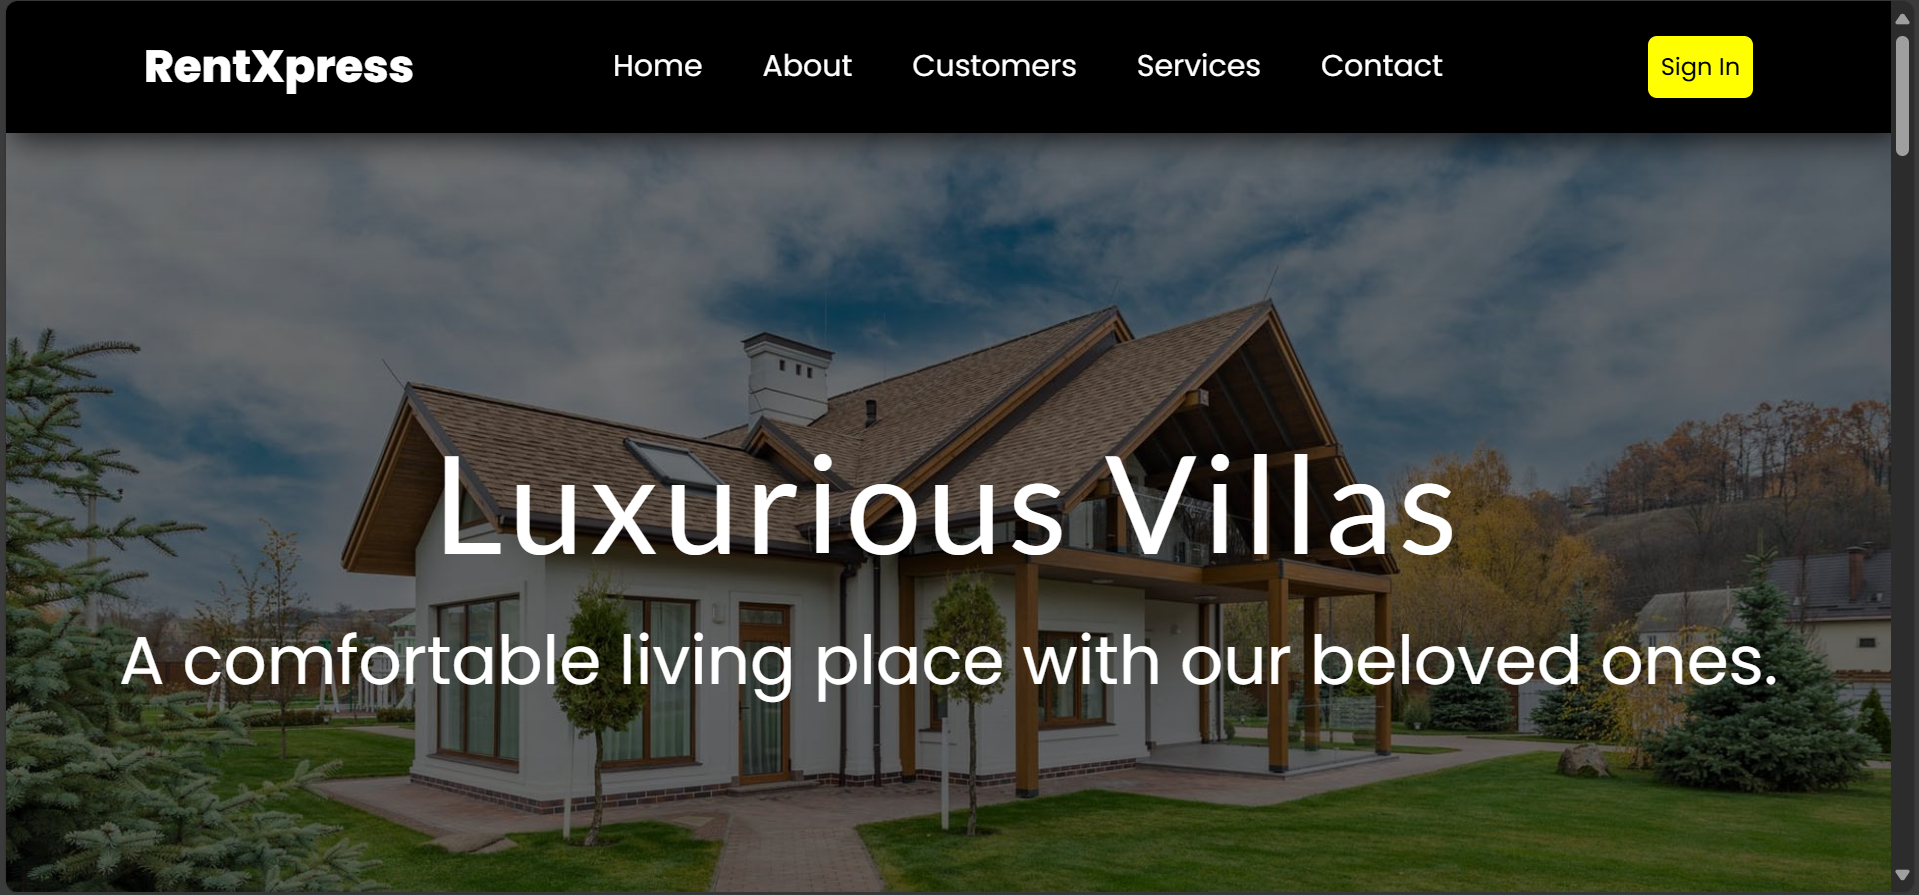 RentXpress
Home
About
Customers
Services
Contact
Sign In
Luxurious Villas
A comfortable living place with our beloved ones.